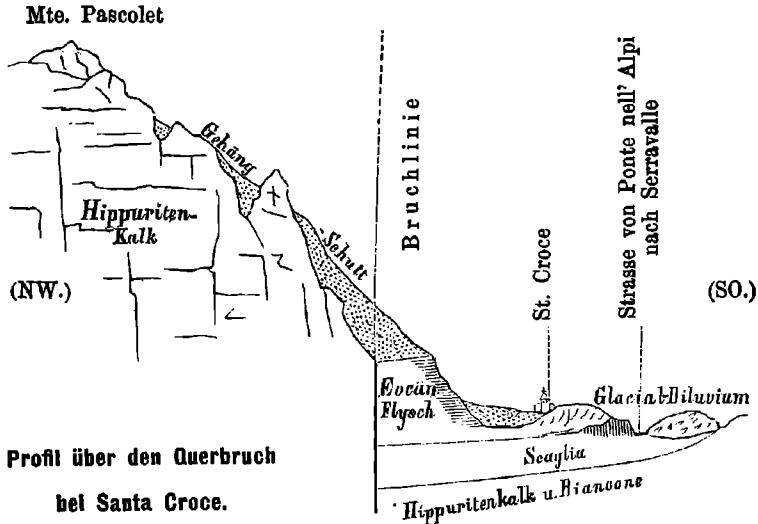 Mte. Pascolet
Gehäng
Schutt
Bruchlinie
Hippuriten-
Kalk
(NW.)
St. Croce
Strasse von Ponte nell' Alpi
nach Serravalle
(SO.)
Eocän
Flysch
Glacial-Diluvium
Scaglia
Hippuritenkalk u. Biancone
Profil über den Querbruch
bei Santa Croce.